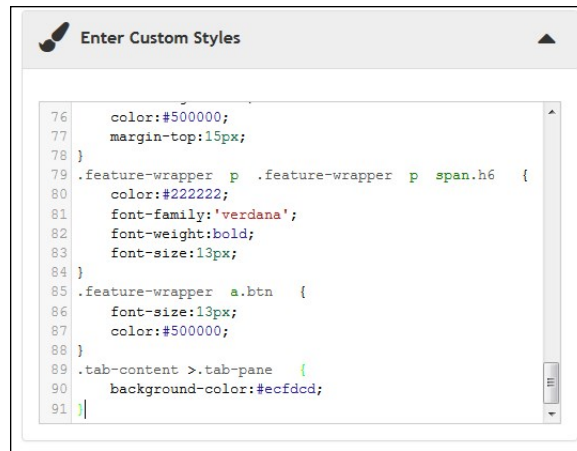 Enter Custom Styles
76 color:#500000;
77 margin-top:15px;
78 }
79 .feature-wrapper p .feature-wrapper p span.h6 {
80 color:#222222;
81 font-family:'verdana';
82 font-weight:bold;
83 font-size:13px;
84 }
85 .feature-wrapper a.btn {
86 font-size:13px;
87 color:#500000;
88 }
89 .tab-content >.tab-pane {
90 background-color:#ecfdcd;
91 }